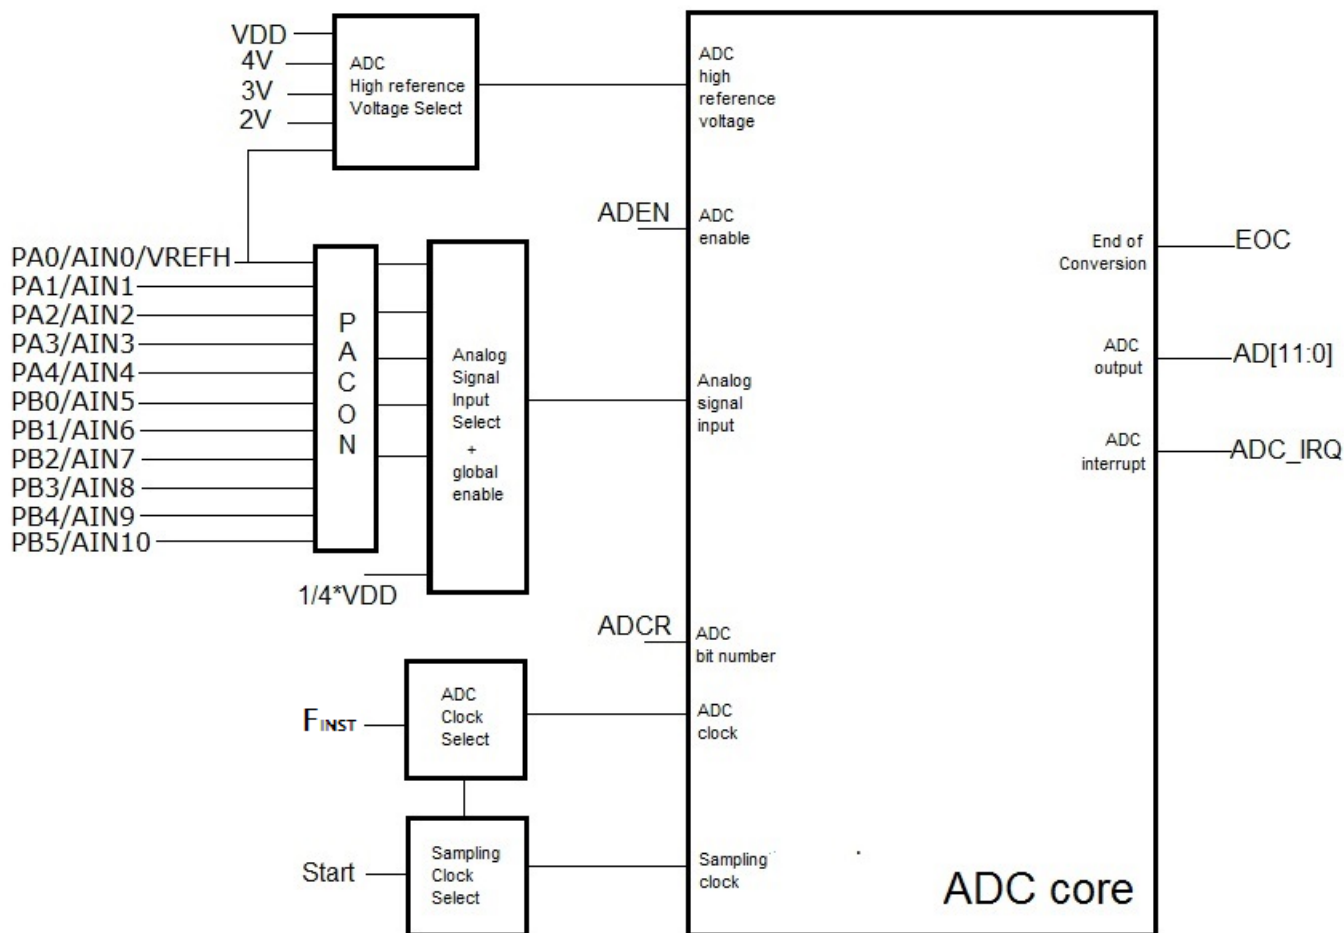 VDD
4V
3V
2V
ADC
High reference
Voltage Select
ADC
high
reference
voltage
ADEN
ADC
enable
PA0/AIN0/VREFH
PA1/AIN1
PA2/AIN2
PA3/AIN3
PA4/AIN4
PB0/AIN5
PB1/AIN6
PB2/AIN7
PB3/AIN8
PB4/AIN9
PB5/AIN10
P
A
C
O
N
Analog
Signal
Input
Select
+
global
enable
1/4*VDD
Analog
signal
input
End of
Conversion
EOC
ADC
output
AD[11:0]
ADC
interrupt
ADC_IRQ
ADCR
ADC
bit number
FINST
ADC
Clock
Select
ADC
clock
Start
Sampling
Clock
Select
Sampling
clock
ADC core